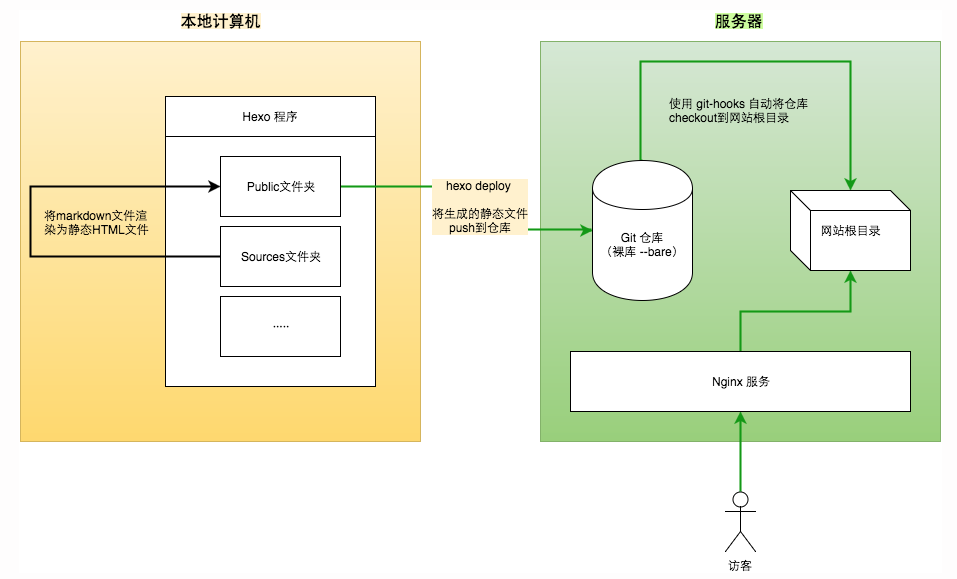 本地计算机
服务器
Hexo 程序
Public文件夹
将markdown文件渲
染为静态HTML文件
Sources文件夹
.....
hexo deploy
将生成的静态文件
push到仓库
使用 git-hooks 自动将仓库
checkout到网站根目录
Git 仓库
（裸库 --bare）
网站根目录
Nginx 服务
访客